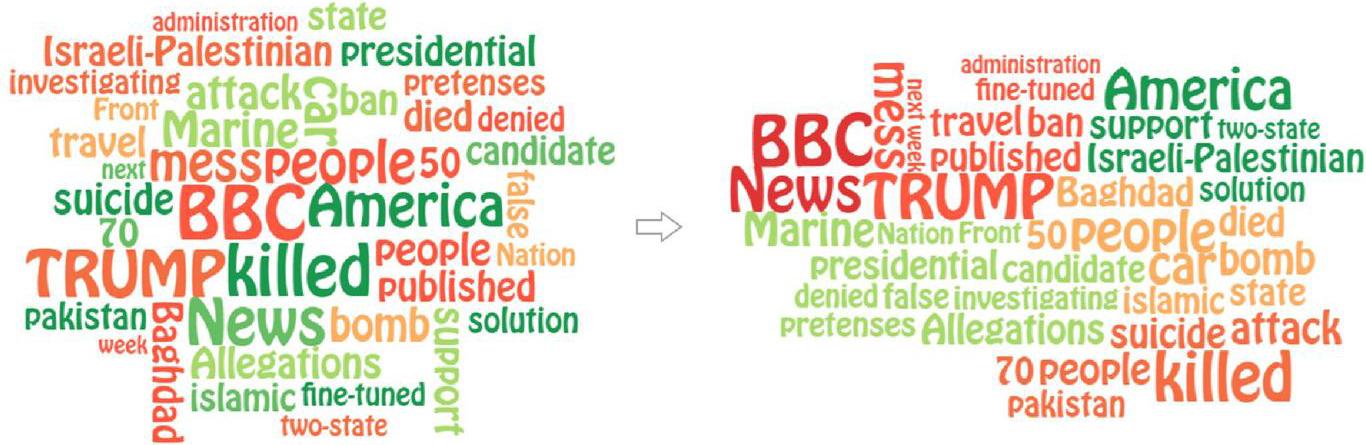 administration state
Israeli-Palestinian presidential
investigating attack car ban pretenses
Front Marine died denied
travel messpeople 50 candidate
next
suicide BBC America false
70
TRUMP killed people Nation
published
pakistan Baghdad News bomb support solution
week
Allegations
islamic fine-tuned
two-state
administration
mess next week fine-tuned America
BBC travel ban support two-state
published Israeli-Palestinian
News TRUMP Baghdad solution
Marine Nation Front 50 people died
presidential candidate car bomb
denied false investigating islamic state
pretenses Allegations suicide attack
70 people killed
pakistan